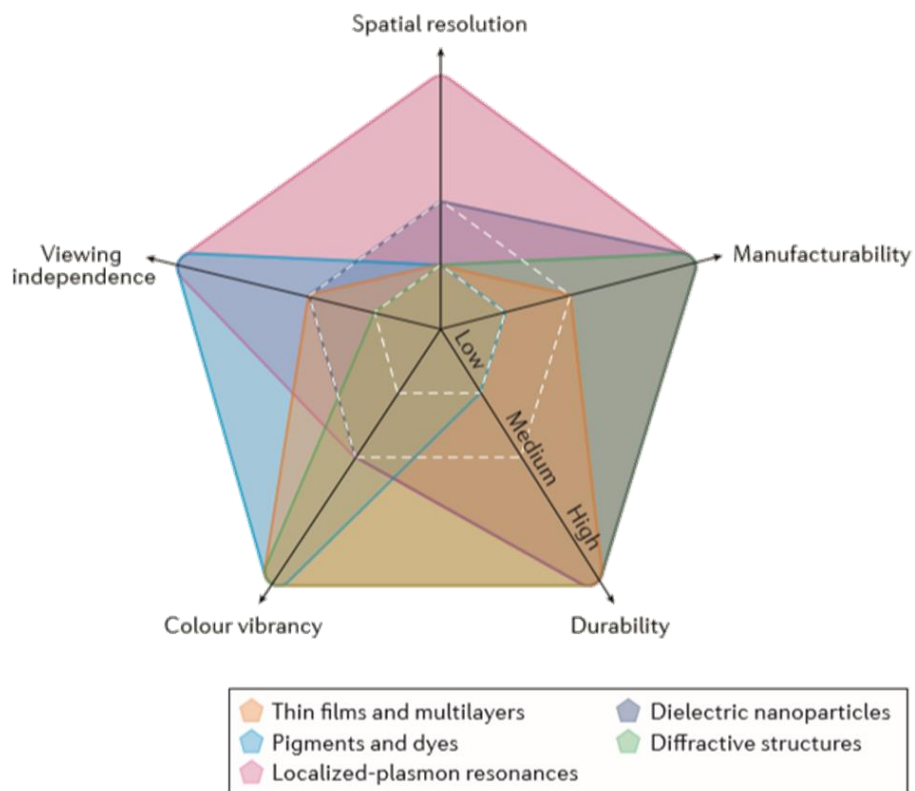 Spatial resolution
Viewing
independence
Manufacturability
Low
Medium
High
Colour vibrancy
Durability
Thin films and multilayers
Dielectric nanoparticles
Pigments and dyes
Diffractive structures
Localized-plasmon resonances